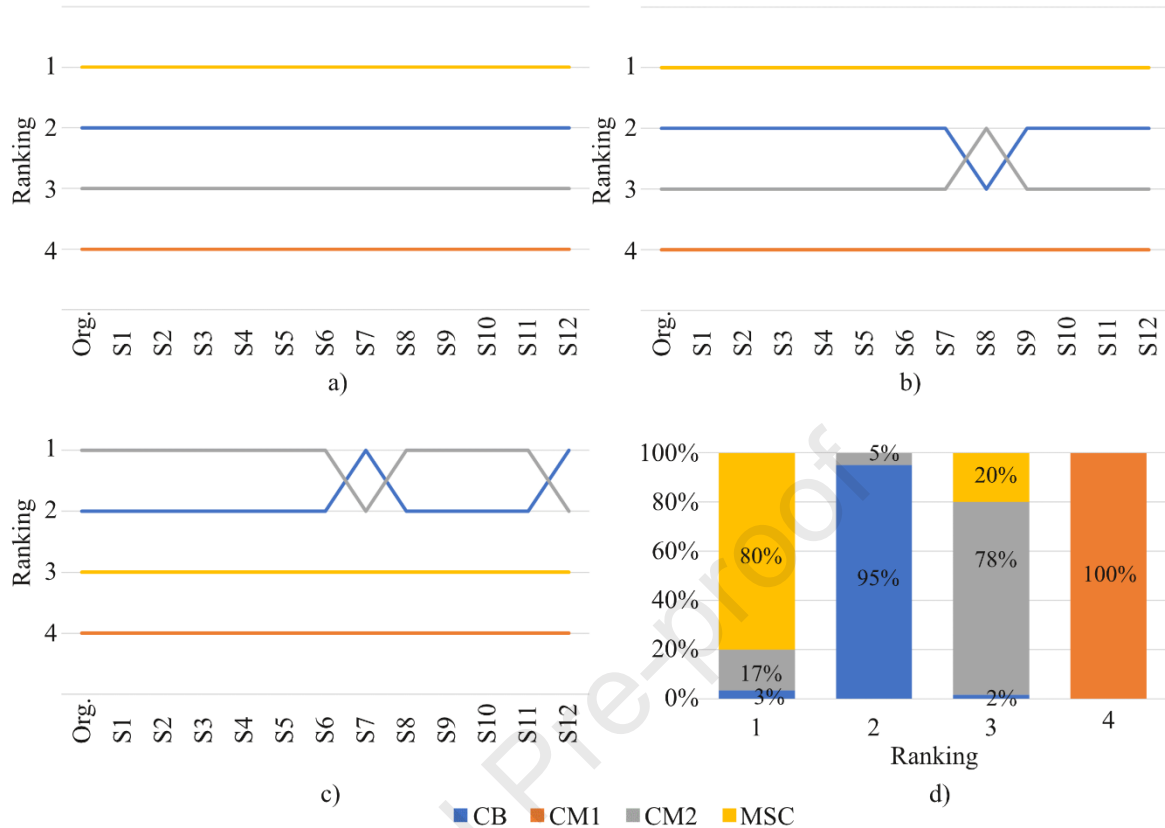 1
2
3
4
Ranking
Org. S1 S2 S3 S4 S5 S6 S7 S8 S9 S10 S11 S12
a)
1
2
3
4
Ranking
Org. S1 S2 S3 S4 S5 S6 S7 S8 S9 S10 S11 S12
b)
1
2
3
4
Ranking
Org. S1 S2 S3 S4 S5 S6 S7 S8 S9 S10 S11 S12
c)
100%
80%
60%
40%
20%
0%
80%
17%
3%
5%
95%
20%
78%
2%
100%
1 2 3 4
Ranking
d)
CB CM1 CM2 MSC
Pre-proof